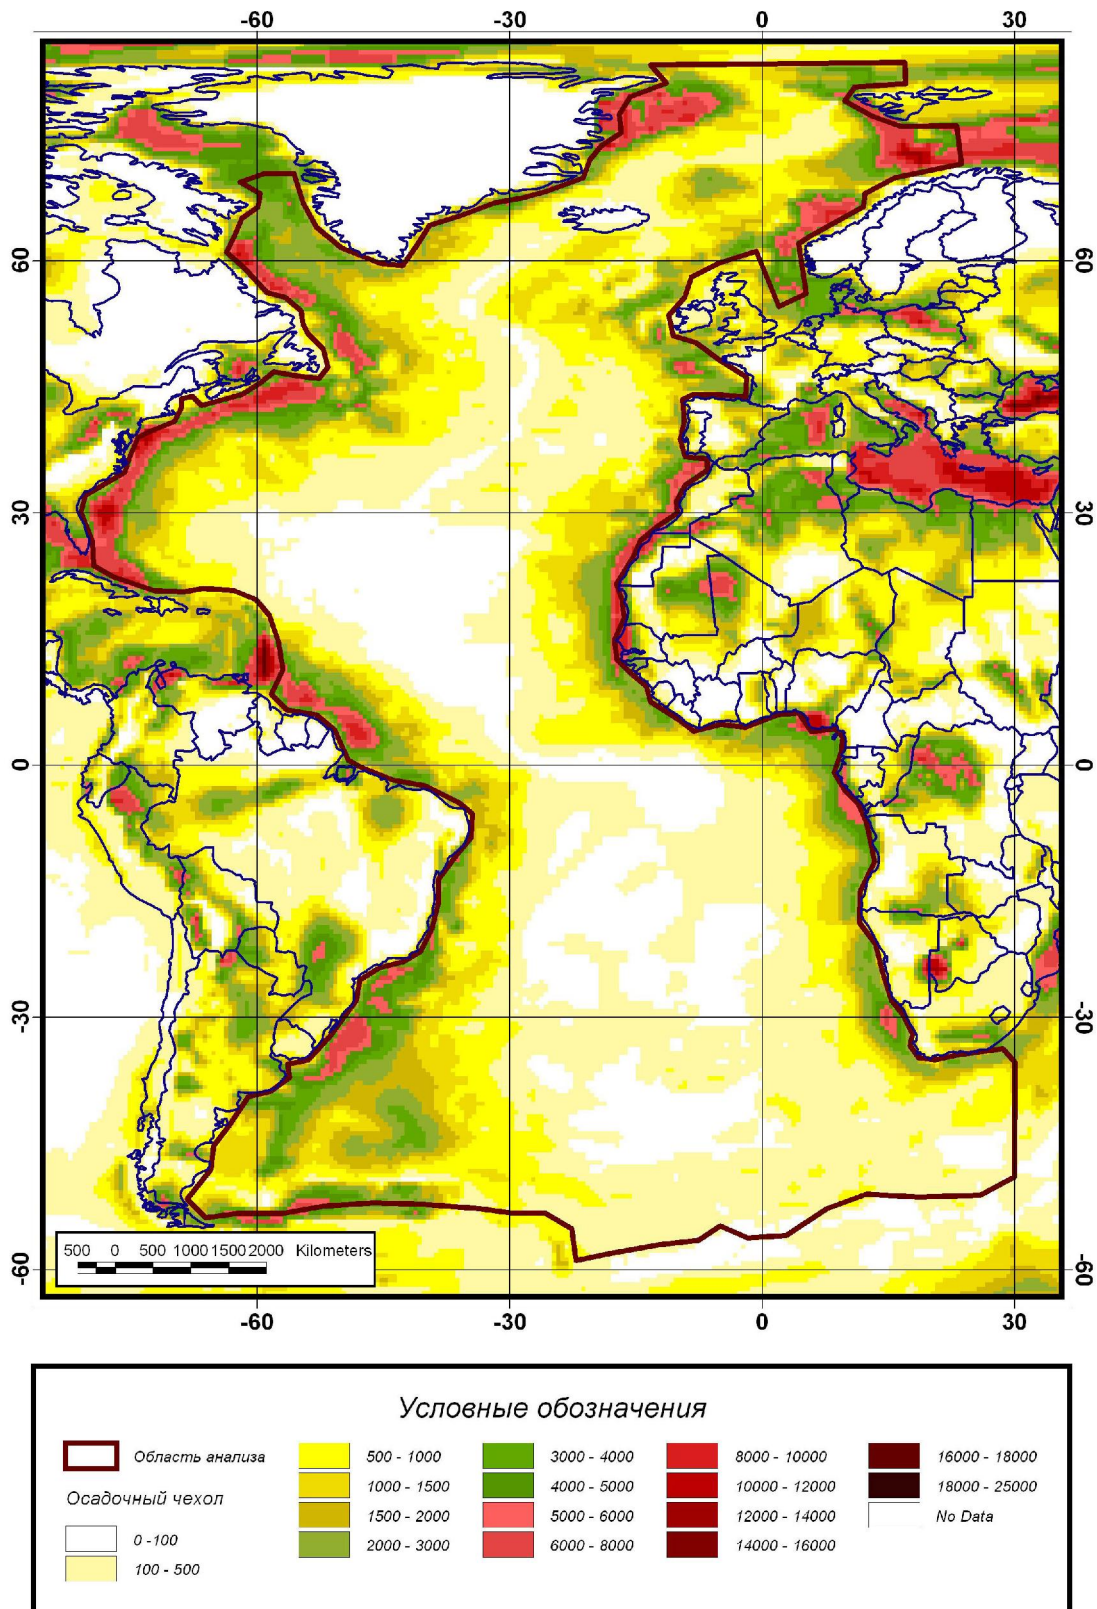 -60 -30 0 30
60 60
30 30
0 0
-30 -30
500 0 500 1000 1500 2000 Kilometers
-60 -60
-60 -30 0 30
Условные обозначения
Область анализа
Осадочный чехол
0 -100
100 - 500
500 - 1000
1000 - 1500
1500 - 2000
2000 - 3000
3000 - 4000
4000 - 5000
5000 - 6000
6000 - 8000
8000 - 10000
10000 - 12000
12000 - 14000
14000 - 16000
16000 - 18000
18000 - 25000
No Data